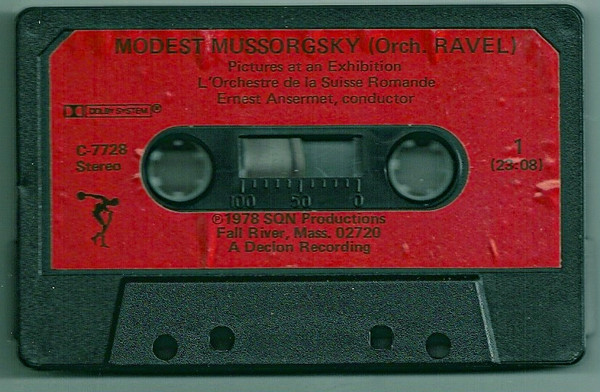 MODEST MUSSORGSKY (Orch. RAVEL)
Pictures at an Exhibition
L'Orchestre de la Suisse Romande
Ernest Ansermet, conductor
DOLBY SYSTEM ®
C-7728
Stereo
1
(23:08)
100 50 0
℗1978 SQN Productions
Fall River, Mass. 02720
A Decion Recording